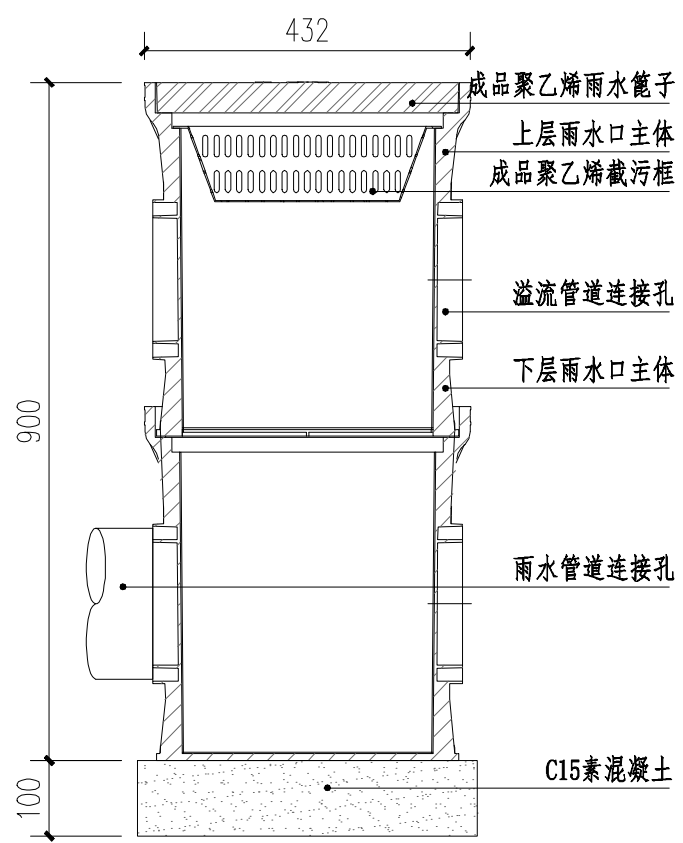 432
成品聚乙烯雨水篦子
上层雨水口主体
成品聚乙烯截污框
溢流管道连接孔
下层雨水口主体
900
雨水管道连接孔
C15素混凝土
100